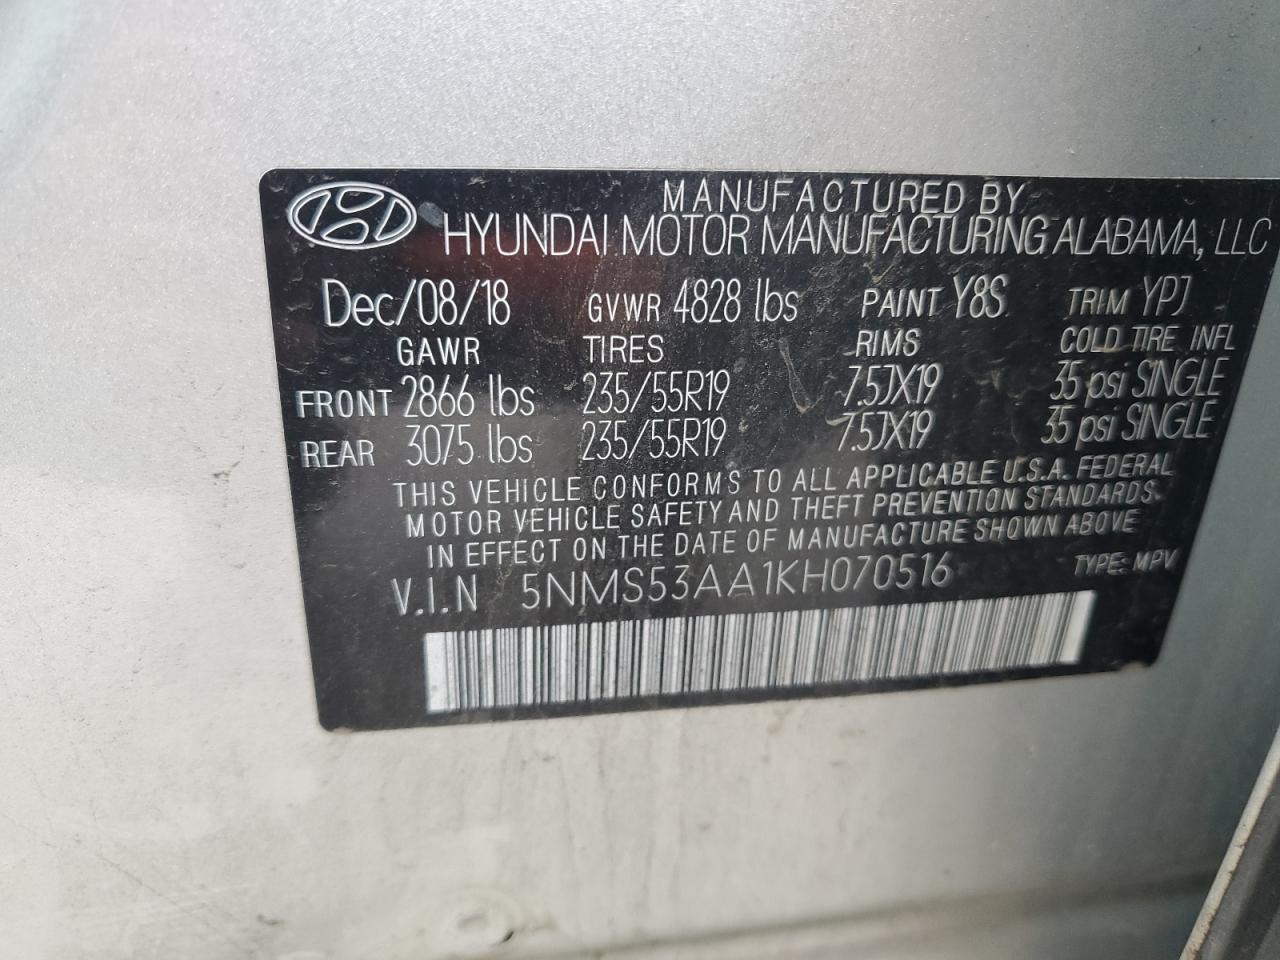 MANUFACTURED BY
HYUNDAI MOTOR MANUFACTURING ALABAMA, LLC
Dec/08/18 GVWR 4828 lbs PAINT Y8S TRIM YPJ
GAWR TIRES RIMS COLD TIRE INFL
FRONT 2866 lbs 235/55R19 7.5JX19 35 psi SINGLE
REAR 3075 lbs 235/55R19 7.5JX19 35 psi SINGLE
THIS VEHICLE CONFORMS TO ALL APPLICABLE U.S.A. FEDERAL
MOTOR VEHICLE SAFETY AND THEFT PREVENTION STANDARDS
IN EFFECT ON THE DATE OF MANUFACTURE SHOWN ABOVE
V.I.N 5NMS53AA1KH070516 TYPE: MPV